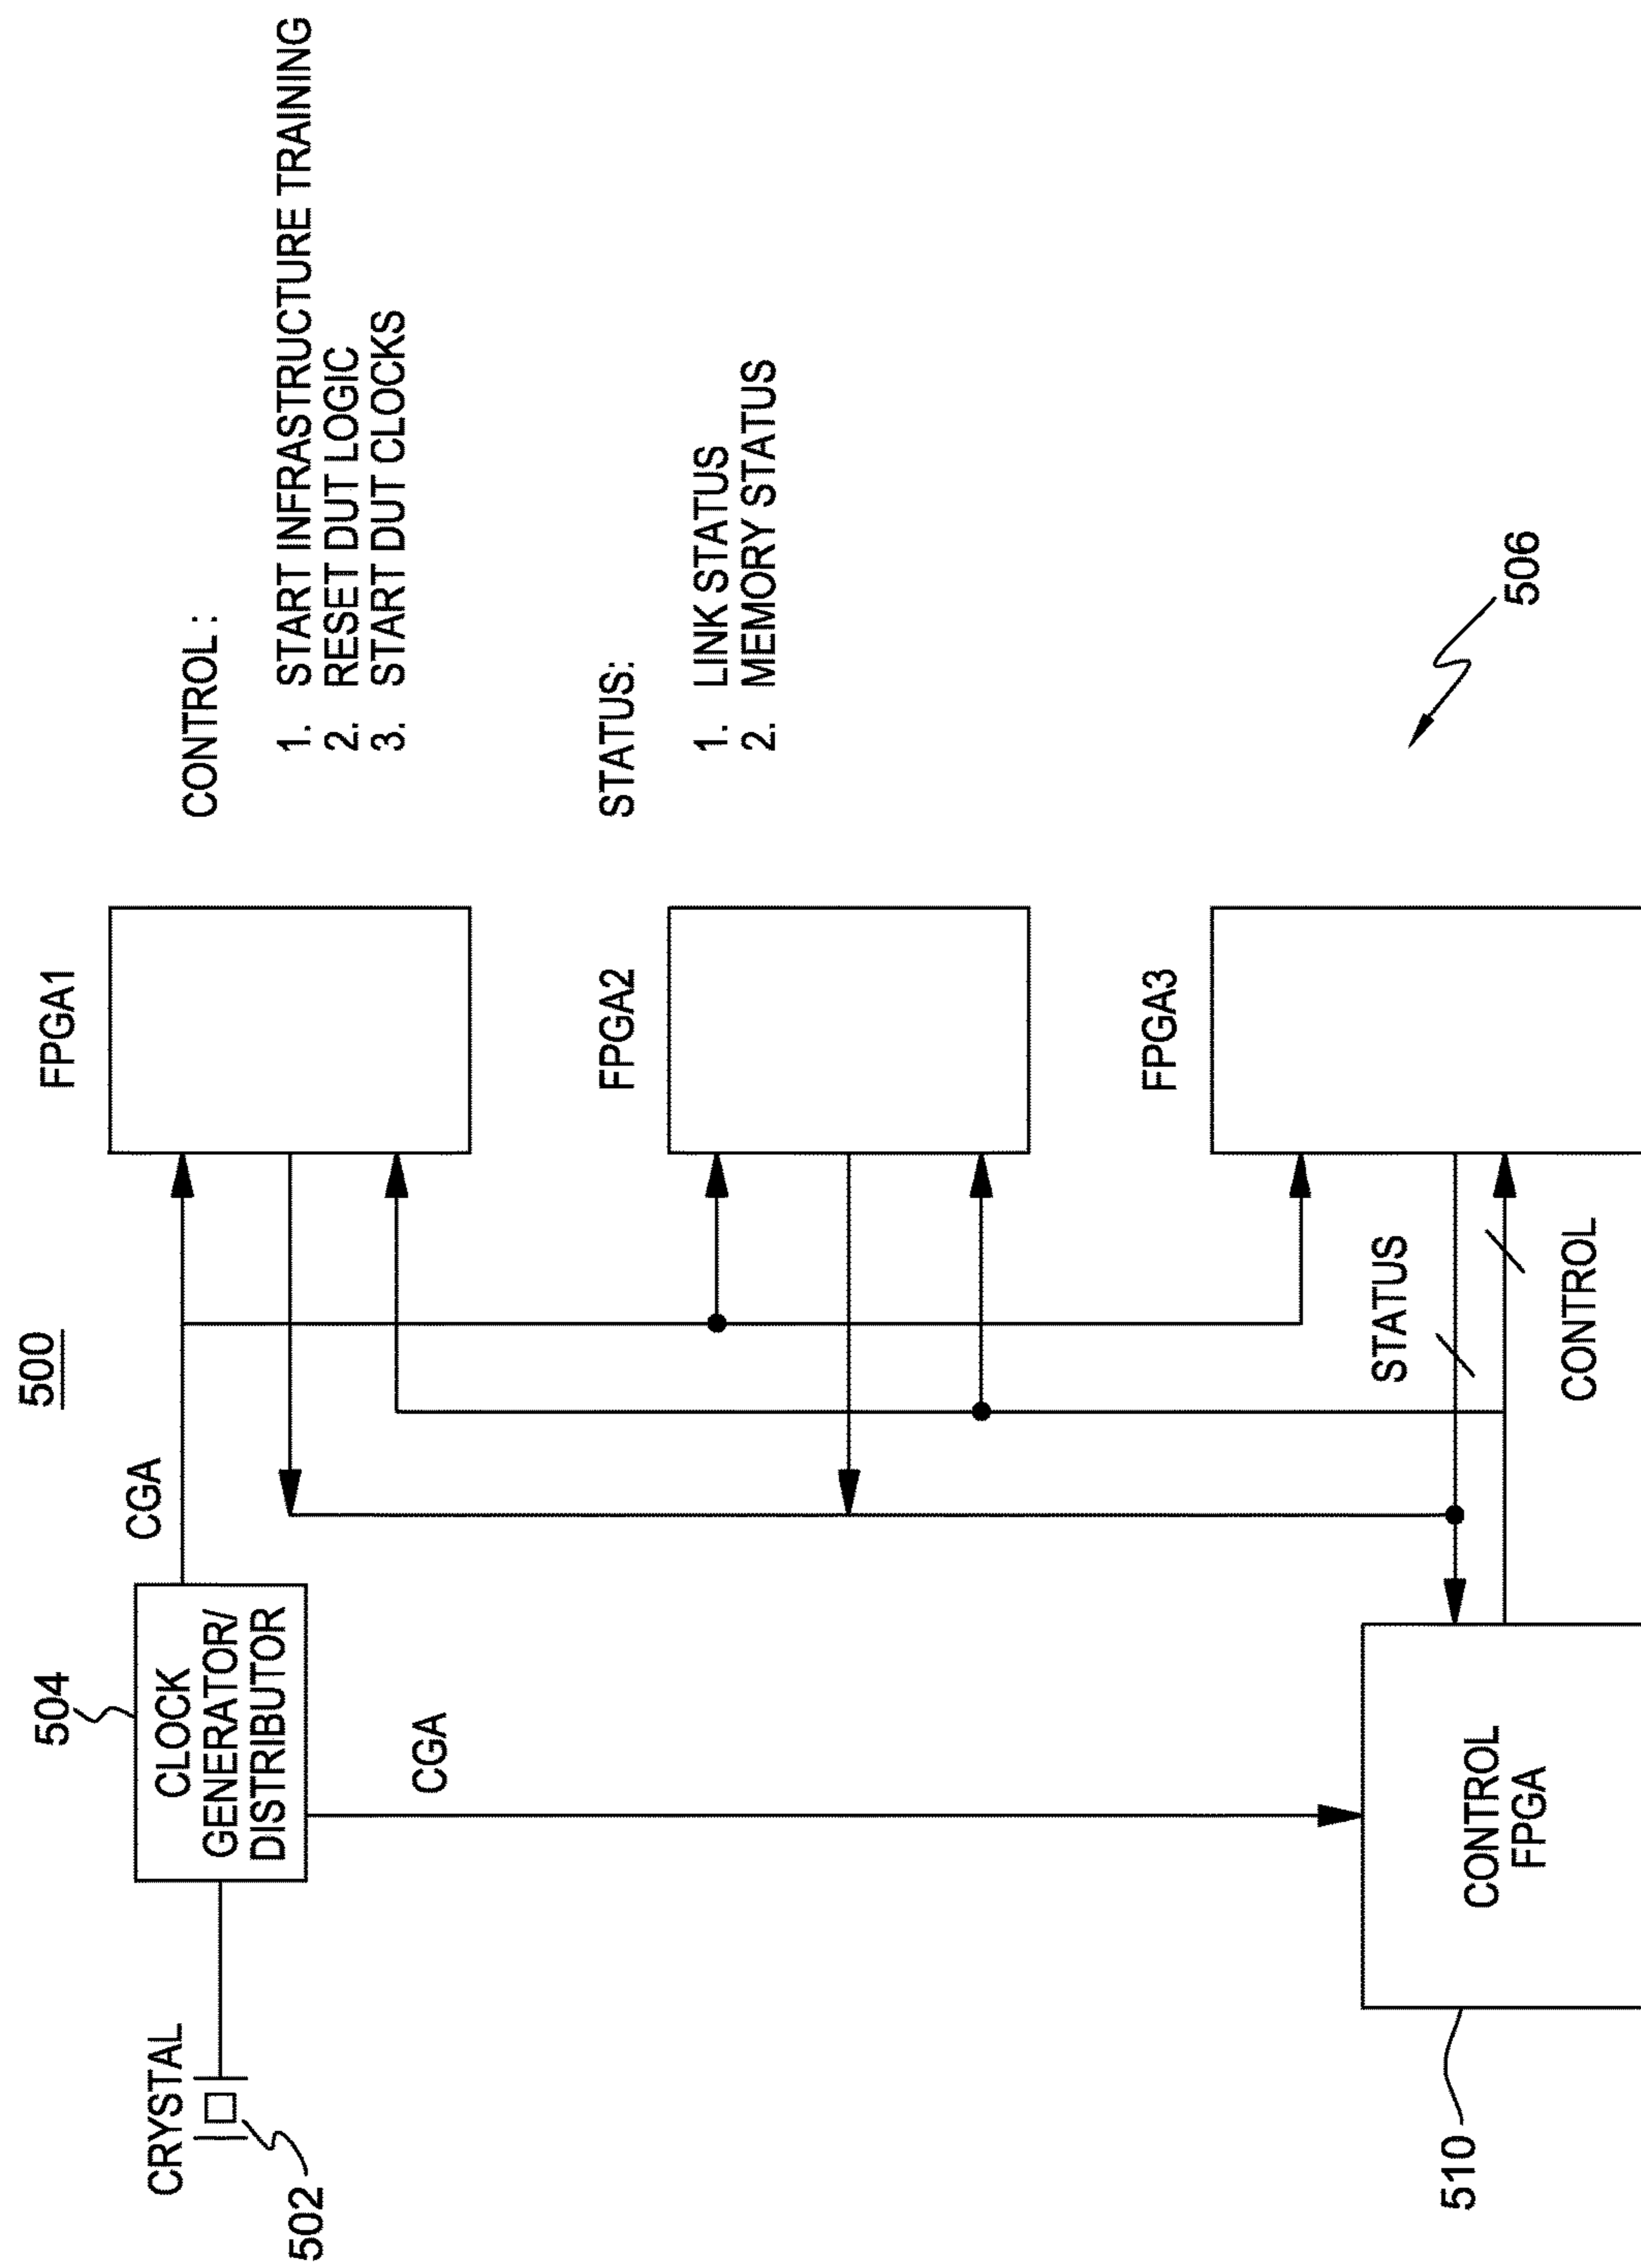 500
CRYSTAL
502
504
CLOCK
GENERATOR/
DISTRIBUTOR
CGA
CGA
FPGA1
FPGA2
FPGA3
STATUS
CONTROL
CONTROL
FPGA
510
CONTROL :
1. START INFRASTRUCTURE TRAINING
2. RESET DUT LOGIC
3. START DUT CLOCKS
STATUS:
1. LINK STATUS
2. MEMORY STATUS
506